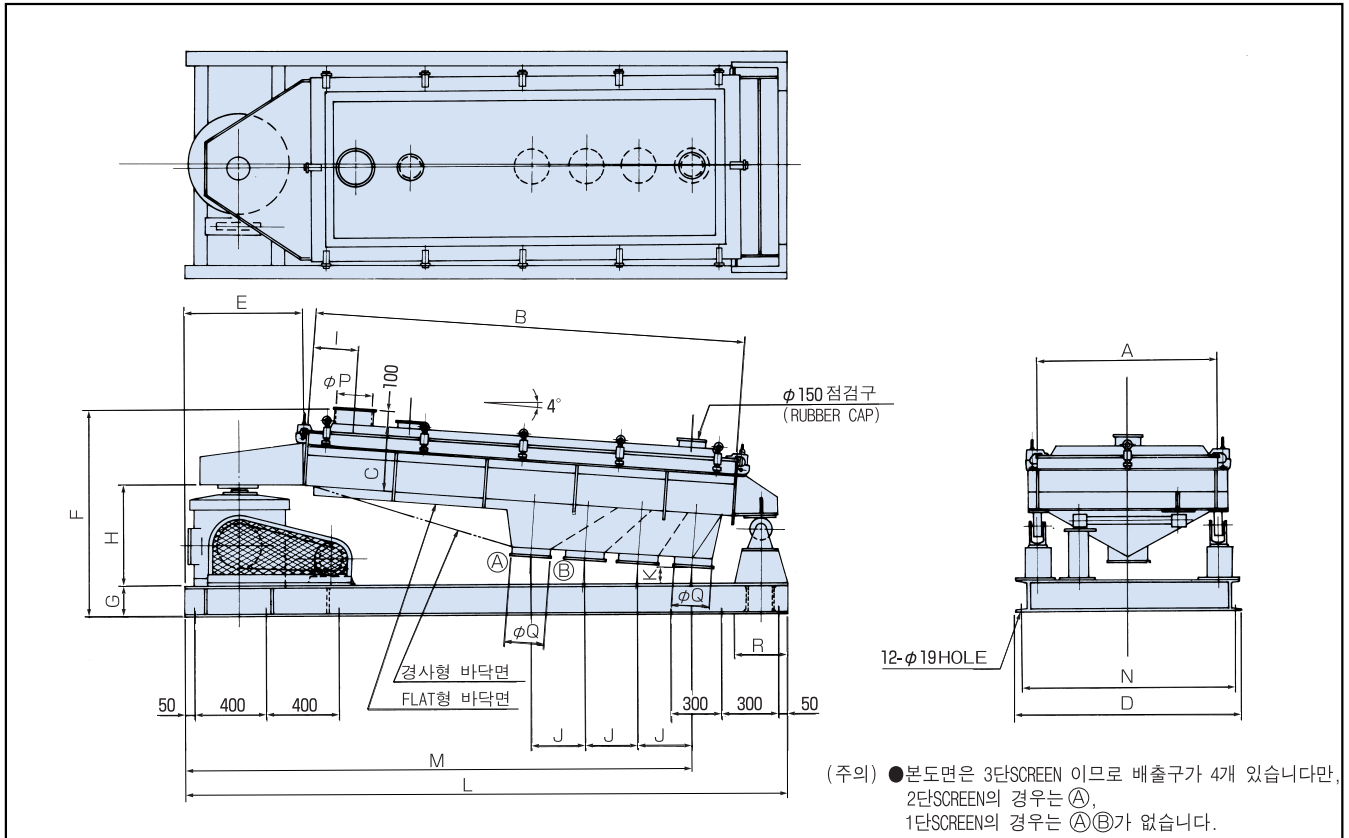 E
B
I
φP
100
4°
φ150 점검구
(RUBBER CAP)
A
C
F
H
G
Ⓐ
Ⓑ
K
φQ
φQ
R
경사형 바닥면
FLAT형 바닥면
12-φ19HOLE
N
D
50
400
400
300
300
50
J
J
J
M
L
(주의) ●본도면은 3단SCREEN 이므로 배출구가 4개 있습니다만,
2단SCREEN의 경우는 Ⓐ,
1단SCREEN의 경우는 ⒶⒷ가 없습니다.